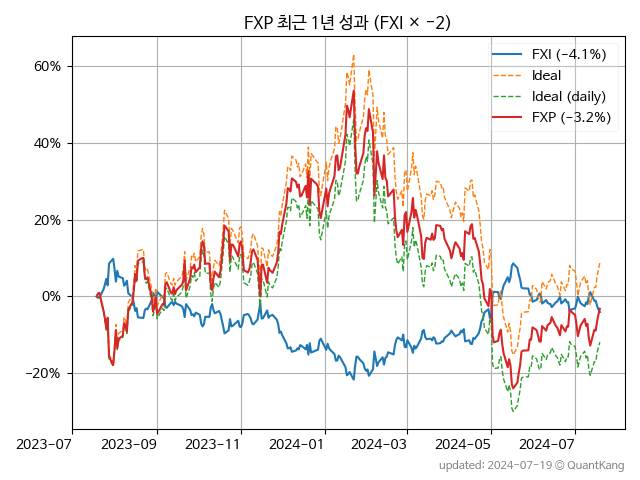 FXP 최근 1년 성과 (FXI × −2)
FXI (−4.1%)
Ideal
Ideal (daily)
FXP (−3.2%)
60%
40%
20%
0%
−20%
2023-07
2023-09
2023-11
2024-01
2024-03
2024-05
2024-07
updated: 2024-07-19 © QuantKang